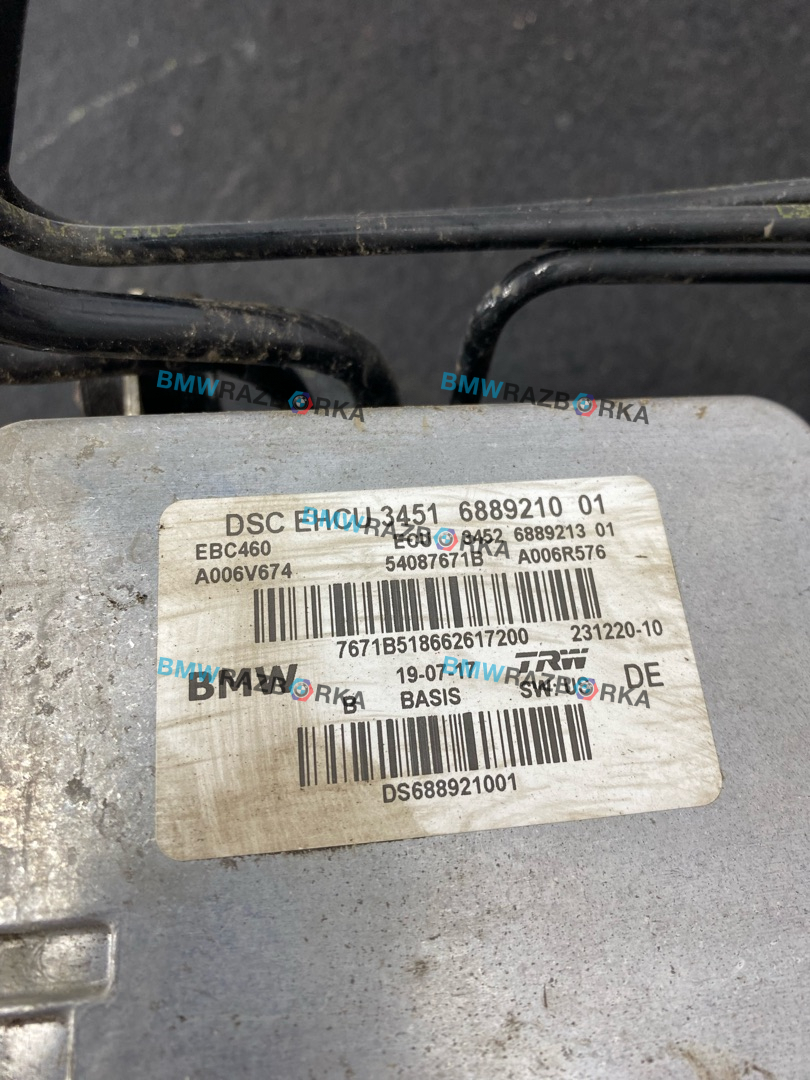 BMWRAZBORKA BMWRAZBORKA
DSC EHCU 3451 6889210 01
BMWRAZBORKA
EBC460 ECU 3452 6889213 01
A006V674 54087671B A006R576
7671B518662617200 231220-10
BMWRAZBORKA BMWRAZBORKA
BMW 19-07-17 TRW DE
B BASIS SW:US
DS688921001